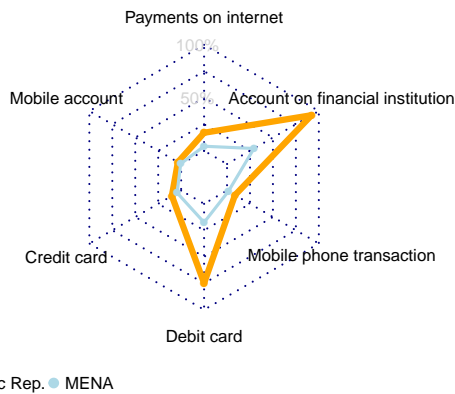 Payments on internet
100%
Mobile account
50%
Account on financial institution
Credit card
Mobile phone transaction
Debit card
c Rep. MENA